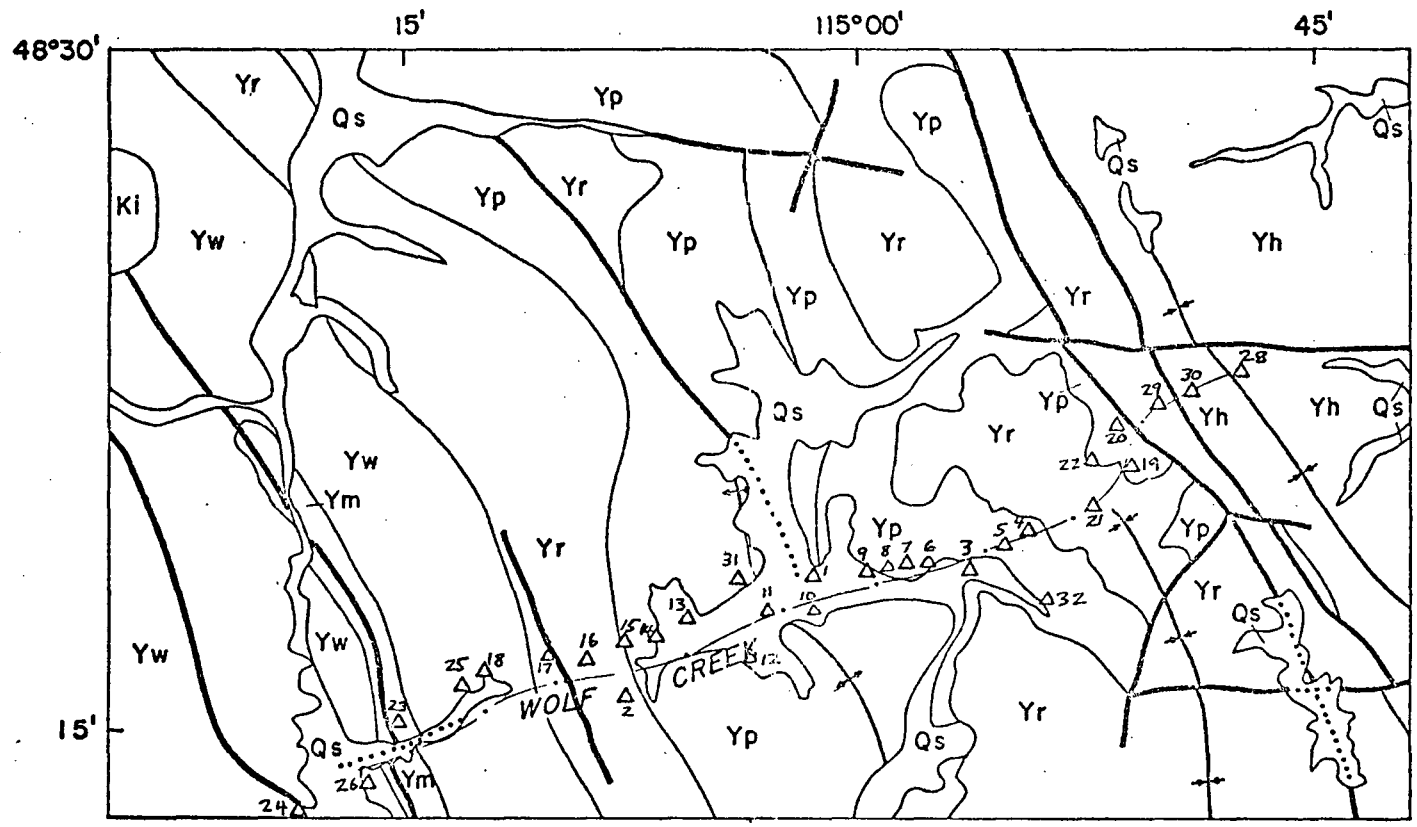 15' 115°00' 45'
48°30'
Yr Qs Yp Yp Qs
Qs
Ki Yp Yr
Yw Yp Yr Yh
Yp Yr
28
30
29
Yp Qs Yh Yh Qs
20
Yr
Yw 22 19
Ym
21
Yp Yp
Yr 4
5
31 9 8 7 6 3
1
11 10 32
13 Yr
Qs
15 14
Yw Yw 16
17 12
CREEK
25 18
WOLF 2
23 Yr
15' Qs Yp Qs
26 Ym
24